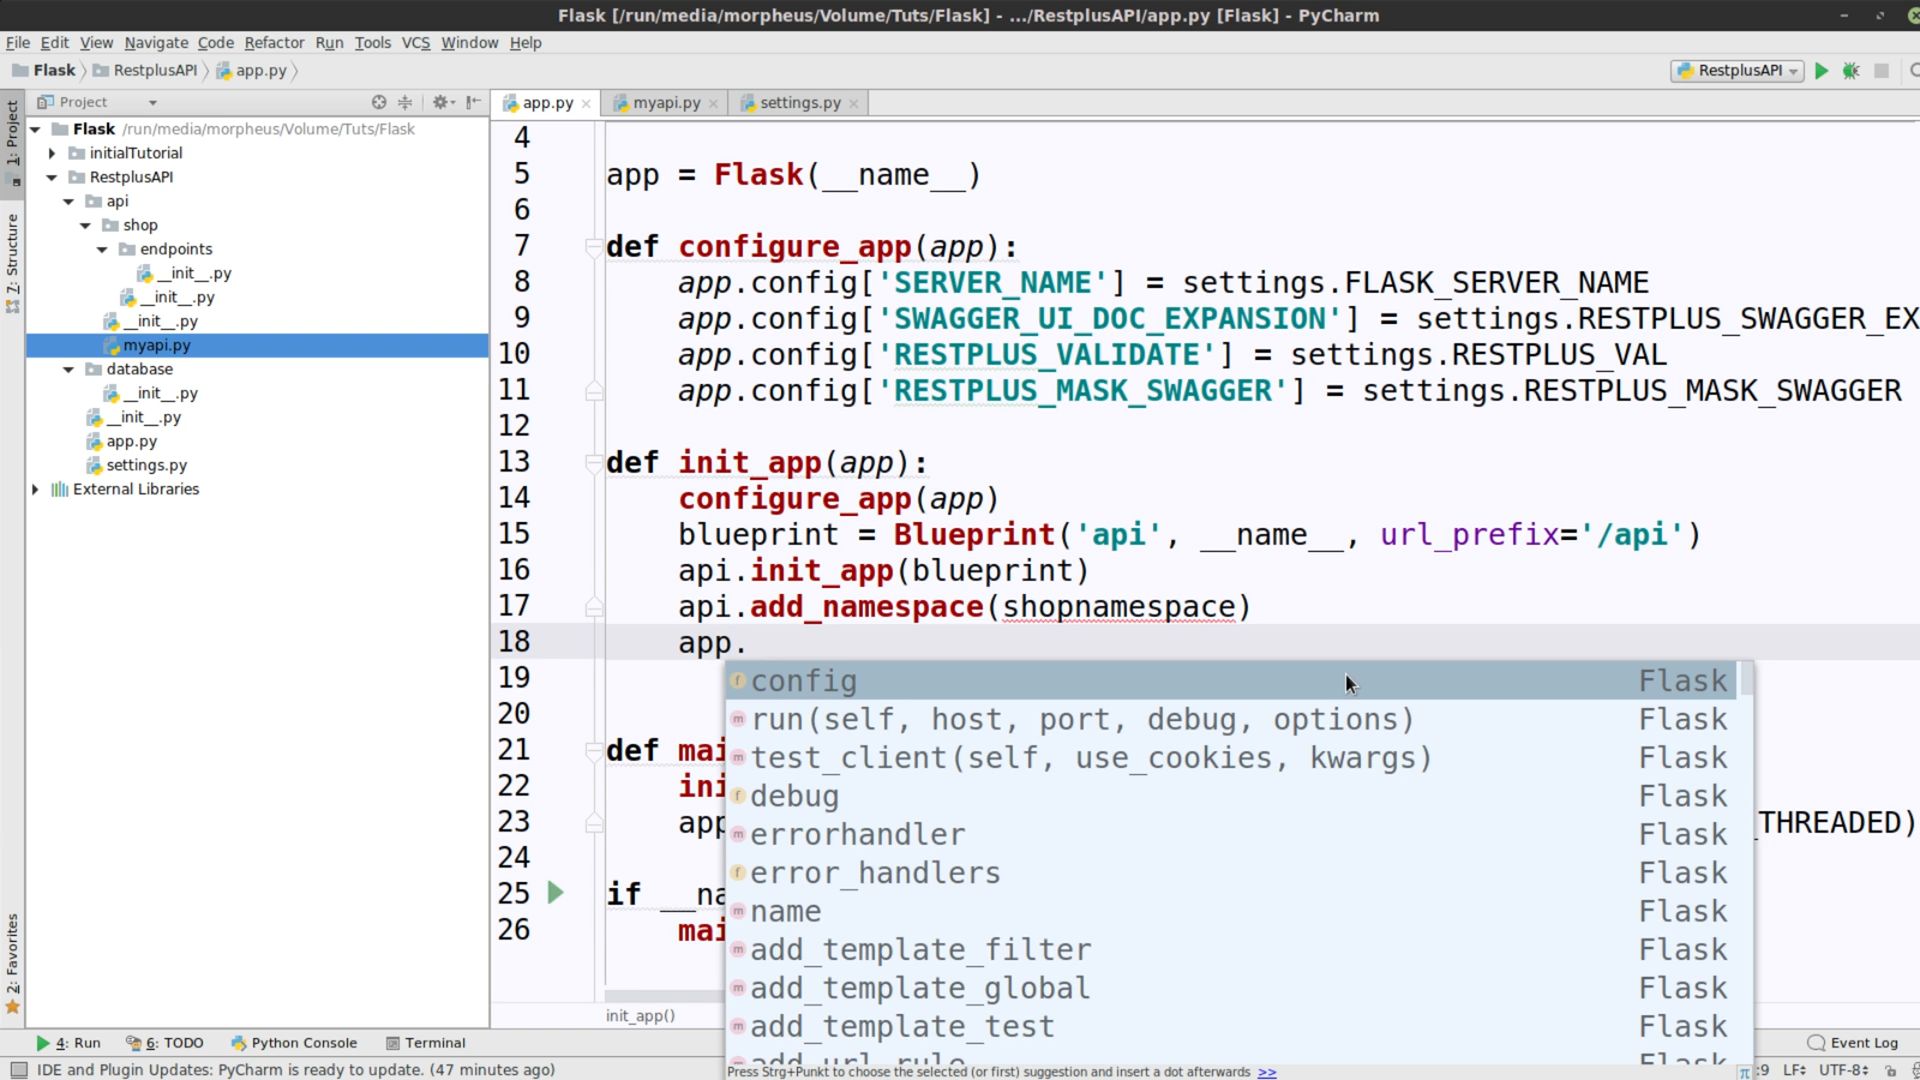 Flask [/run/media/morpheus/Volume/Tuts/Flask] - .../RestplusAPI/app.py [Flask] - PyCharm
File Edit View Navigate Code Refactor Run Tools VCS Window Help
Flask RestplusAPI app.py
RestplusAPI
Project
app.py myapi.py settings.py
1: Project
7: Structure
2: Favorites
Flask /run/media/morpheus/Volume/Tuts/Flask
initialTutorial
RestplusAPI
api
shop
endpoints
__init__.py
__init__.py
__init__.py
myapi.py
database
__init__.py
__init__.py
app.py
settings.py
External Libraries
4
5 app = Flask(__name__)
6
7 def configure_app(app):
8 app.config['SERVER_NAME'] = settings.FLASK_SERVER_NAME
9 app.config['SWAGGER_UI_DOC_EXPANSION'] = settings.RESTPLUS_SWAGGER_EX
10 app.config['RESTPLUS_VALIDATE'] = settings.RESTPLUS_VAL
11 app.config['RESTPLUS_MASK_SWAGGER'] = settings.RESTPLUS_MASK_SWAGGER
12
13 def init_app(app):
14 configure_app(app)
15 blueprint = Blueprint('api', __name__, url_prefix='/api')
16 api.init_app(blueprint)
17 api.add_namespace(shopnamespace)
18 app.
19
20
21 def mai
22 ini
23 app _THREADED)
24
25 if __na
26 mai
config Flask
run(self, host, port, debug, options) Flask
test_client(self, use_cookies, kwargs) Flask
debug Flask
errorhandler Flask
error_handlers Flask
name Flask
add_template_filter Flask
add_template_global Flask
add_template_test Flask
add_url_rule Flask
Press Strg+Punkt to choose the selected (or first) suggestion and insert a dot afterwards >>
π
init_app()
4: Run 6: TODO Python Console Terminal Event Log
IDE and Plugin Updates: PyCharm is ready to update. (47 minutes ago) :9 LF UTF-8